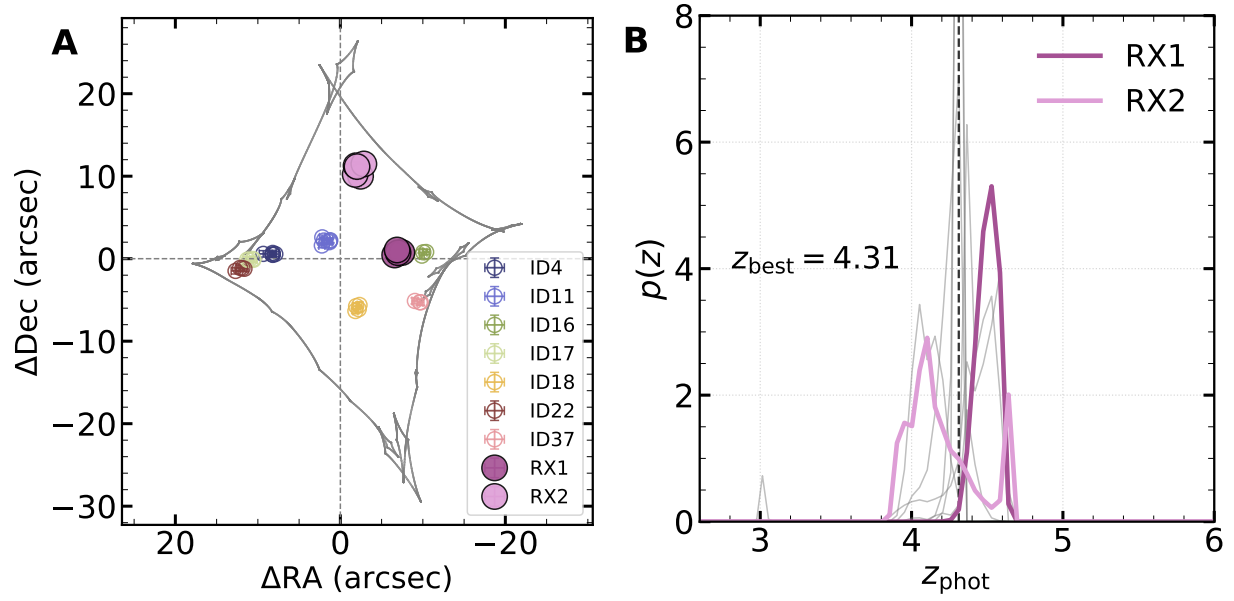 A
20
10
0
−10
−20
−30
20
0
−20
ΔDec (arcsec)
ΔRA (arcsec)
ID4
ID11
ID16
ID17
ID18
ID22
ID37
RX1
RX2
B
8
6
4
2
0
3
4
5
6
p(z)
z_phot
RX1
RX2
z_best = 4.31